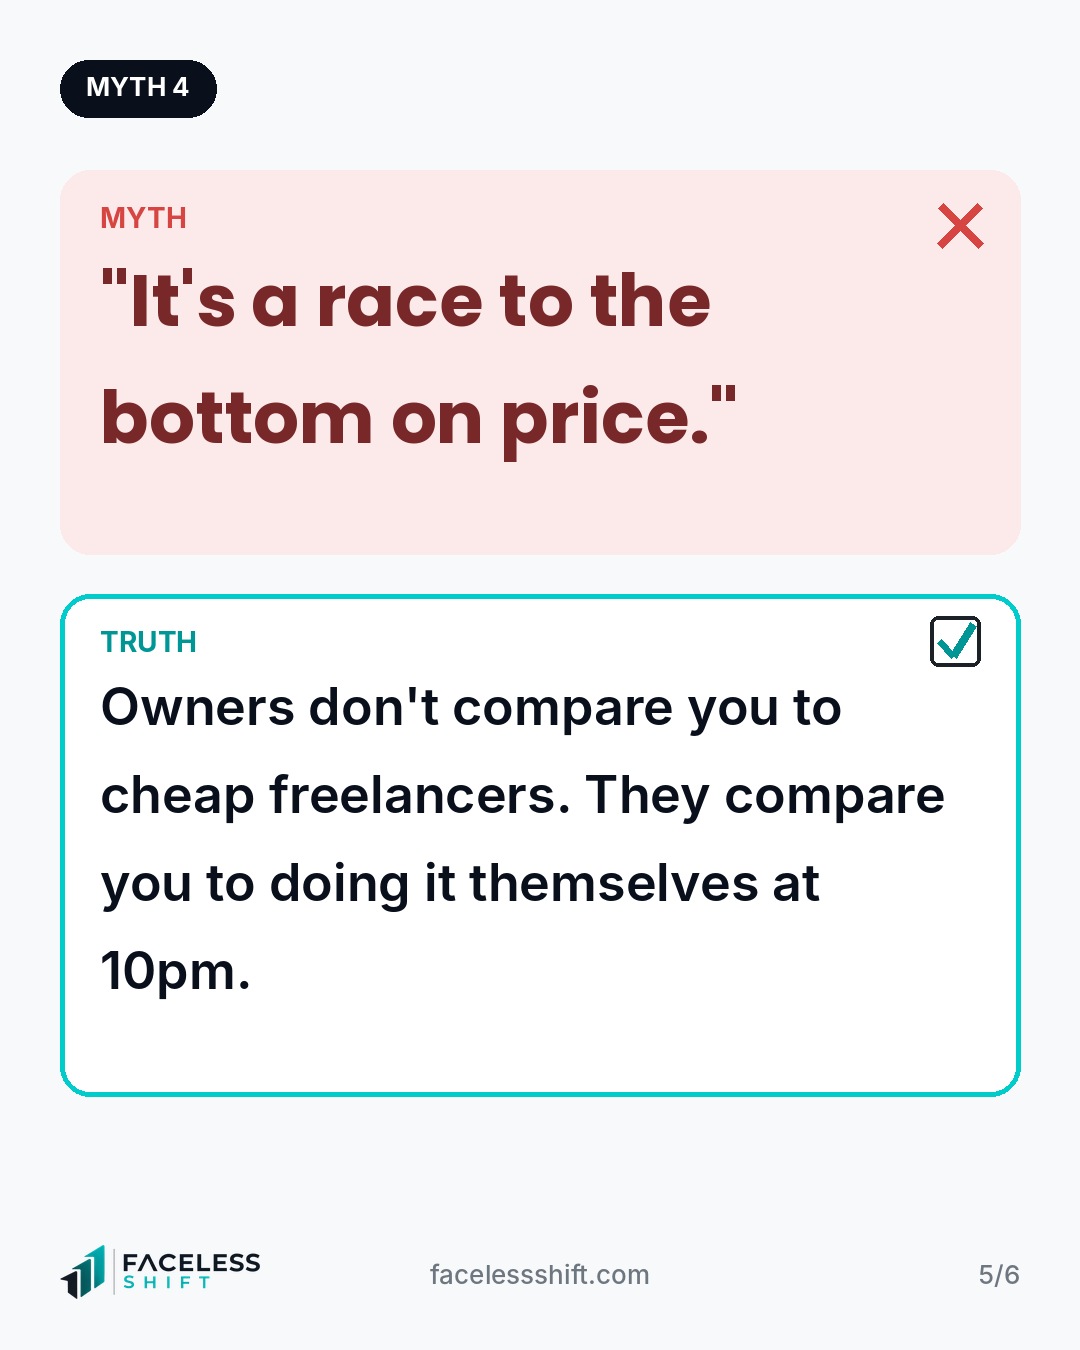 MYTH 4
MYTH
"It's a race to the
bottom on price."
TRUTH
Owners don't compare you to
cheap freelancers. They compare
you to doing it themselves at
10pm.
FACELESS
SHIFT
facelessshift.com
5/6